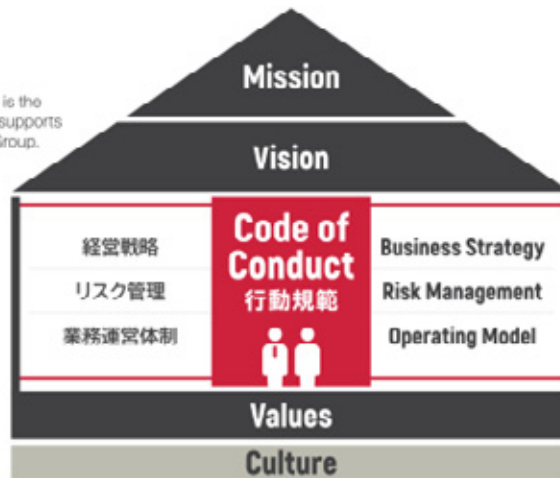 Mission
is the
supports
Group.
Vision
Code of
Conduct
行動規範
経営戦略
リスク管理
業務運営体制
Business Strategy
Risk Management
Operating Model
Values
Culture